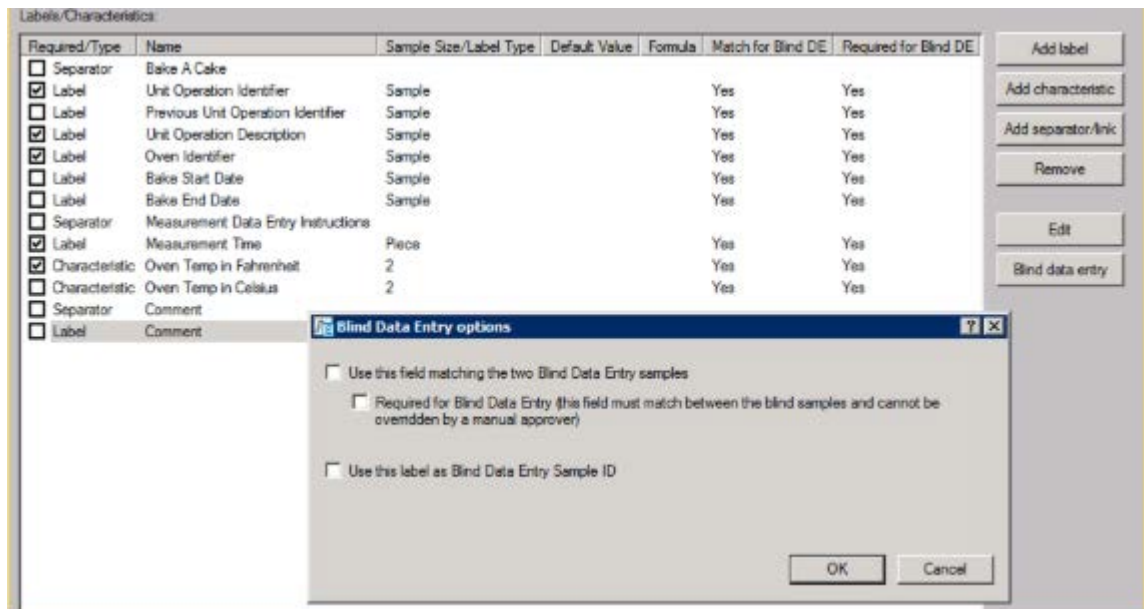 Labels/Characteristics:
Required/Type Name Sample Size/Label Type Default Value Formula Match for Blind DE Required for Blind DE Add label
Separator Bake A Cake
Label Unit Operation Identifier Sample Yes Yes Add characteristic
Label Previous Unit Operation Identifier Sample Yes Yes
Label Unit Operation Description Sample Yes Yes Add separator/link
Label Oven Identifier Sample Yes Yes
Label Bake Start Date Sample Yes Yes Remove
Label Bake End Date Sample Yes Yes
Separator Measurement Data Entry Instructions
Label Measurement Time Piece Yes Yes Edit
Characteristic Oven Temp in Fahrenheit 2 Yes Yes
Characteristic Oven Temp in Celsius 2 Yes Yes Blind data entry
Separator Comment
Label Comment
Blind Data Entry options
Use this field matching the two Blind Data Entry samples
Required for Blind Data Entry (this field must match between the blind samples and cannot be
overridden by a manual approver)
Use this label as Blind Data Entry Sample ID
OK Cancel